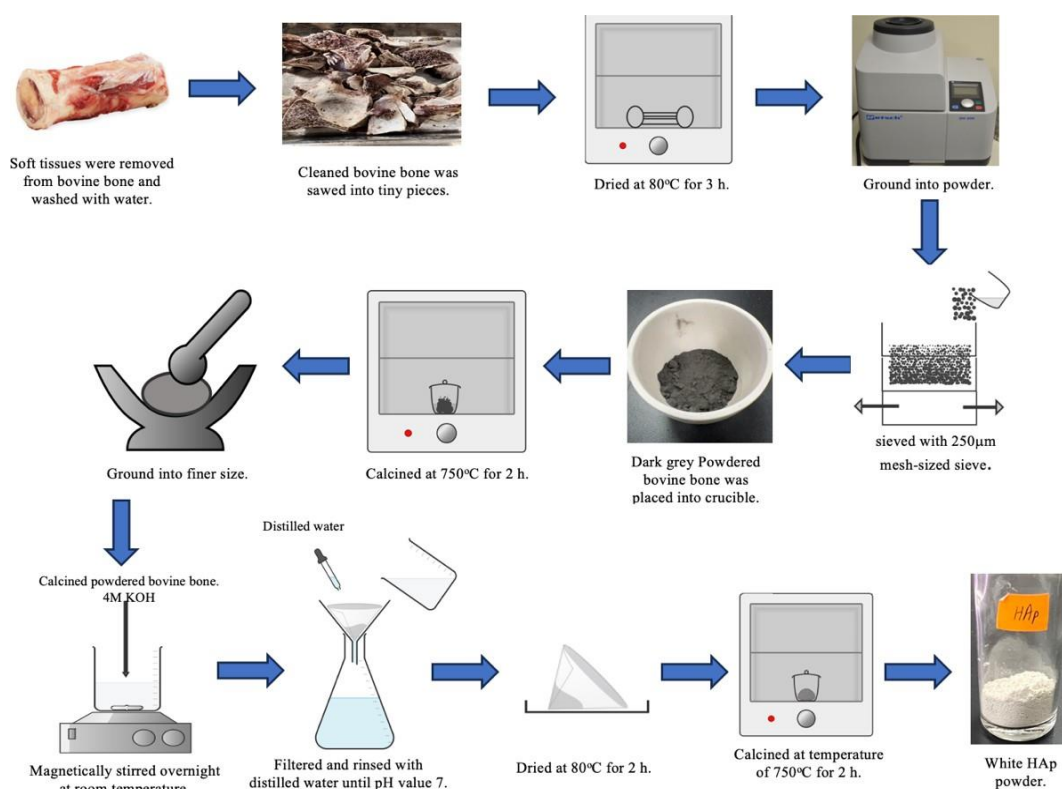 Soft tissues were removed
from bovine bone and
washed with water.
Cleaned bovine bone was
sawed into tiny pieces.
Dried at 80°C for 3 h.
Retsch
Ground into powder.
sieved with 250μm
mesh-sized sieve.
Dark grey Powdered
bovine bone was
placed into crucible.
Calcined at 750°C for 2 h.
Ground into finer size.
Calcined powdered bovine bone.
4M KOH
Magnetically stirred overnight
at room temperature
Distilled water
Filtered and rinsed with
distilled water until pH value 7.
Dried at 80°C for 2 h.
Calcined at temperature
of 750°C for 2 h.
HAp
White HAp
powder.